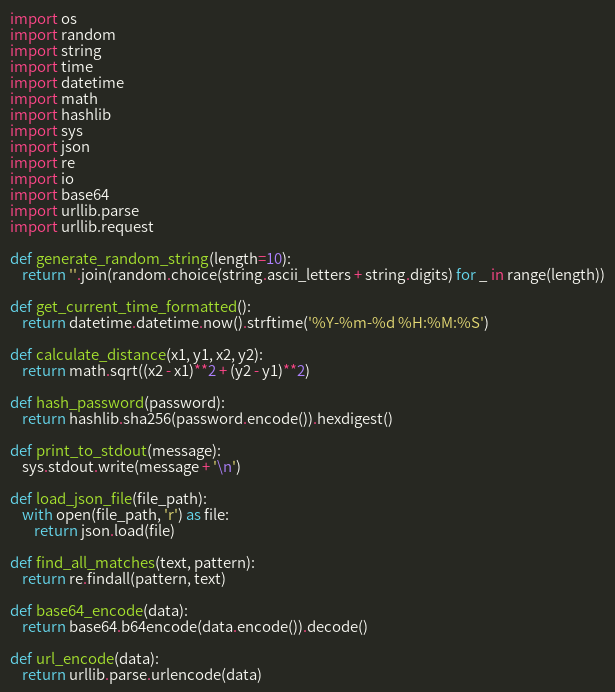 import os
import random
import string
import time
import datetime
import math
import hashlib
import sys
import json
import re
import io
import base64
import urllib.parse
import urllib.request

def generate_random_string(length=10):
    return ''.join(random.choice(string.ascii_letters + string.digits) for _ in range(length))

def get_current_time_formatted():
    return datetime.datetime.now().strftime('%Y-%m-%d %H:%M:%S')

def calculate_distance(x1, y1, x2, y2):
    return math.sqrt((x2 - x1)**2 + (y2 - y1)**2)

def hash_password(password):
    return hashlib.sha256(password.encode()).hexdigest()

def print_to_stdout(message):
    sys.stdout.write(message + '\n')

def load_json_file(file_path):
    with open(file_path, 'r') as file:
        return json.load(file)

def find_all_matches(text, pattern):
    return re.findall(pattern, text)

def base64_encode(data):
    return base64.b64encode(data.encode()).decode()

def url_encode(data):
    return urllib.parse.urlencode(data)